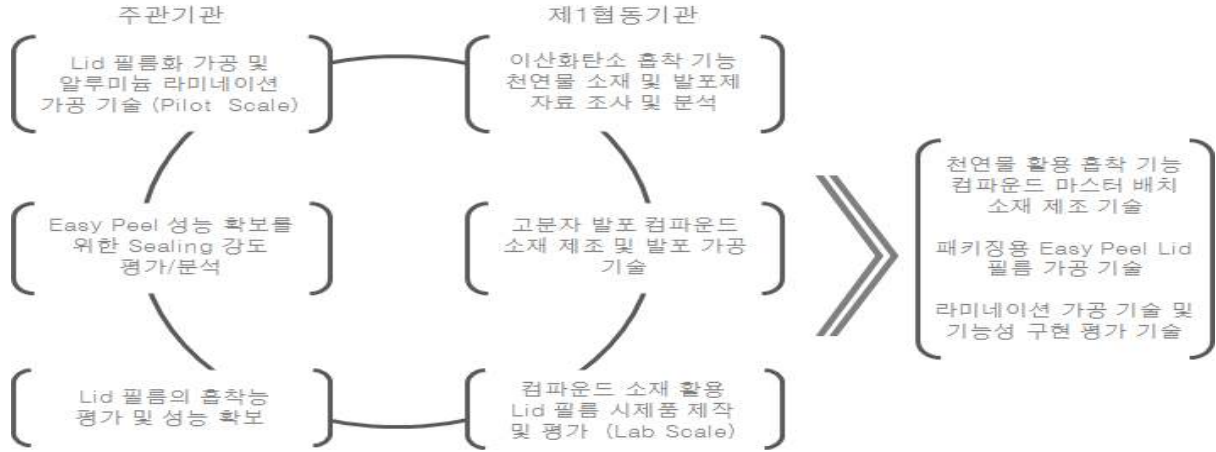 주관기관
Lid 필름화 가공 및
알루미늄 라미네이션
가공 기술 (Pilot Scale)
Easy Peel 성능 확보를
위한 Sealing 강도
평가/분석
Lid 필름의 흡착능
평가 및 성능 확보
제1협동기관
이산화탄소 흡착 기능
천연물 소재 및 발포제
자료 조사 및 분석
고분자 발포 컴파운드
소재 제조 및 발포 가공
기술
컴파운드 소재 활용
Lid 필름 시제품 제작
및 평가 (Lab Scale)
천연물 활용 흡착 기능
컴파운드 마스터 배치
소재 제조 기술
패키징용 Easy Peel Lid
필름 가공 기술
라미네이션 가공 기술 및
기능성 구현 평가 기술